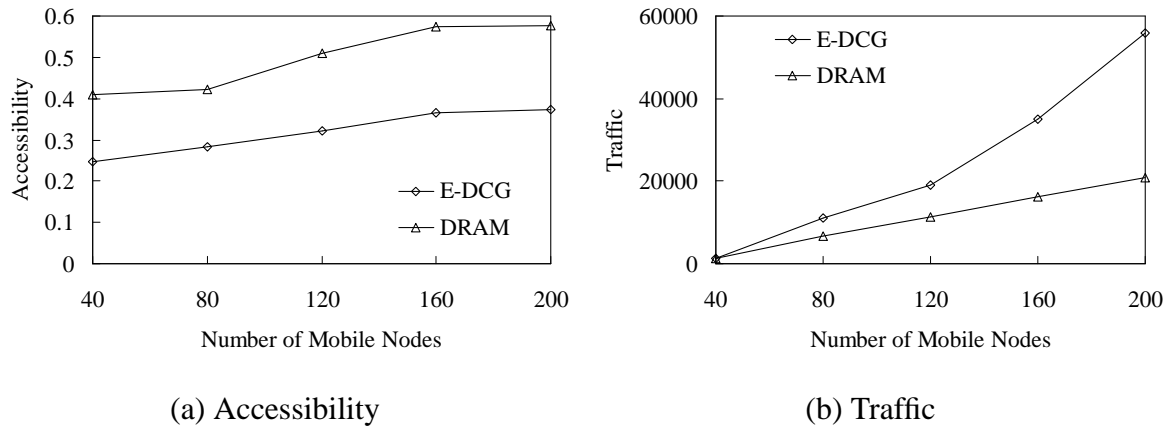 0.6
0.5
0.4
0.3
0.2
0.1
0
Accessibility
E-DCG
DRAM
40 80 120 160 200
Number of Mobile Nodes
(a) Accessibility
60000
40000
20000
0
Traffic
E-DCG
DRAM
40 80 120 160 200
Number of Mobile Nodes
(b) Traffic